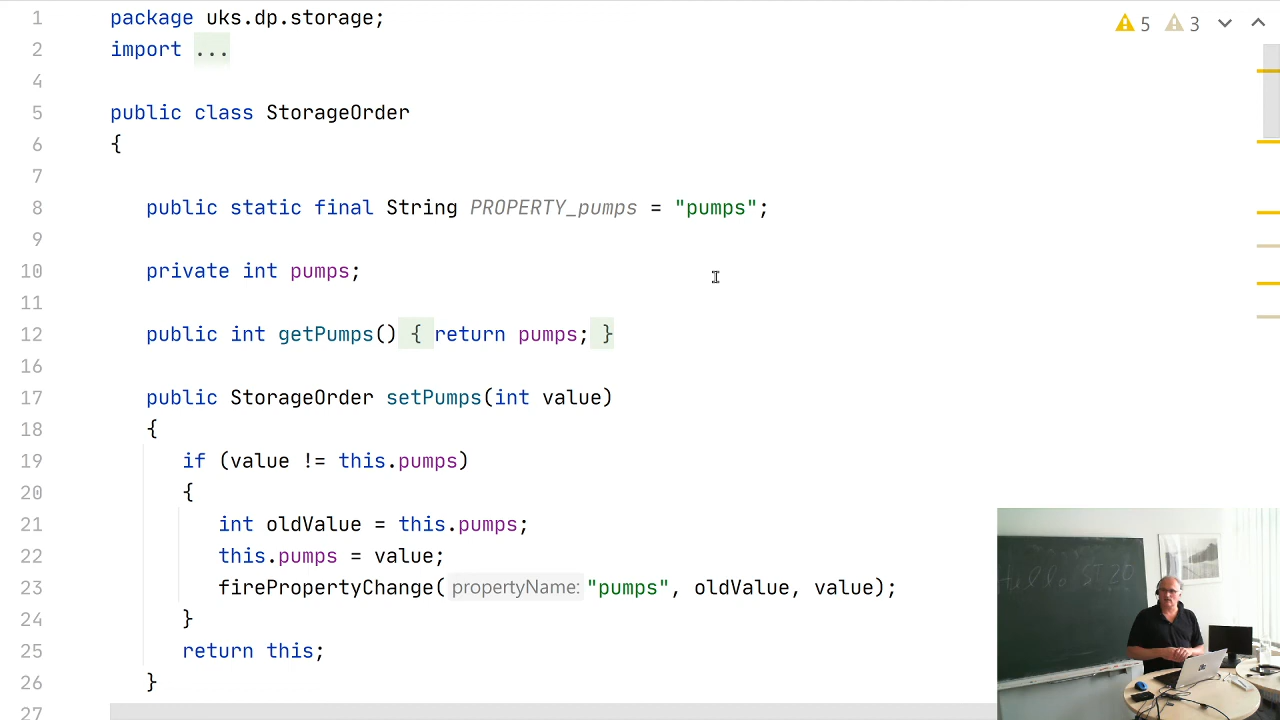 1 package uks.dp.storage;
5 3
2 import ...
4
5 public class StorageOrder
6 {
7
8 public static final String PROPERTY_pumps = "pumps";
9
10 private int pumps;
11
12 public int getPumps() { return pumps; }
16
17 public StorageOrder setPumps(int value)
18 {
19 if (value != this.pumps)
20 {
21 int oldValue = this.pumps;
22 this.pumps = value;
23 firePropertyChange( propertyName: "pumps", oldValue, value);
24 }
25 return this;
26 }
27
Hello ST20